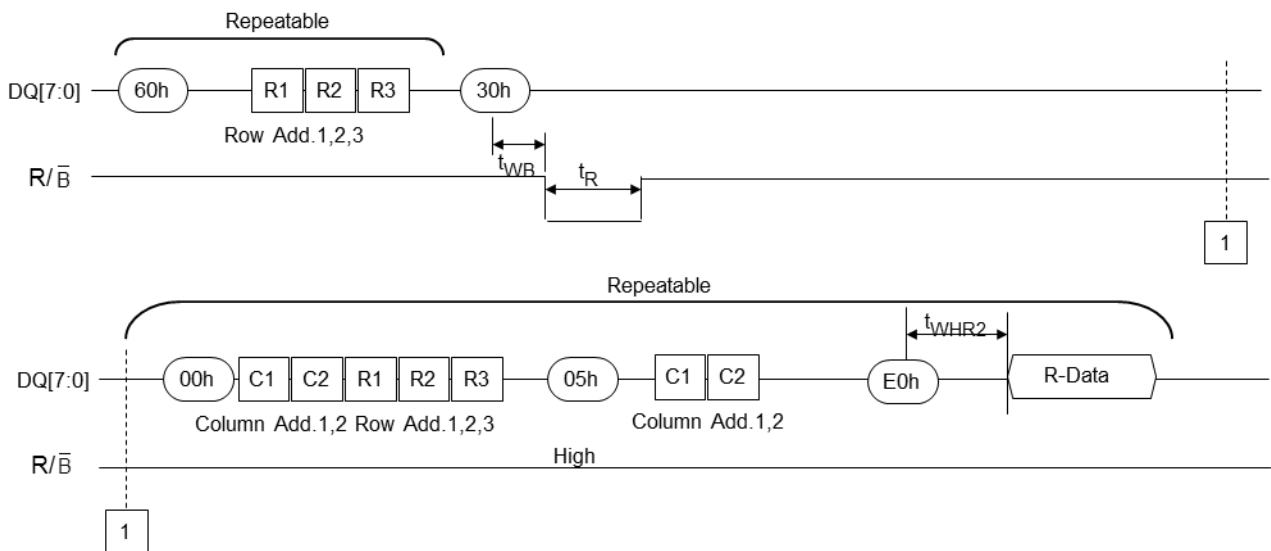 Repeatable
DQ[7:0] 60h R1 R2 R3 30h
Row Add.1,2,3
tWB tR
R/B̅
1
Repeatable
tWHR2
DQ[7:0] 00h C1 C2 R1 R2 R3 05h C1 C2 E0h R-Data
Column Add.1,2 Row Add.1,2,3 Column Add.1,2
R/B̅ High
1